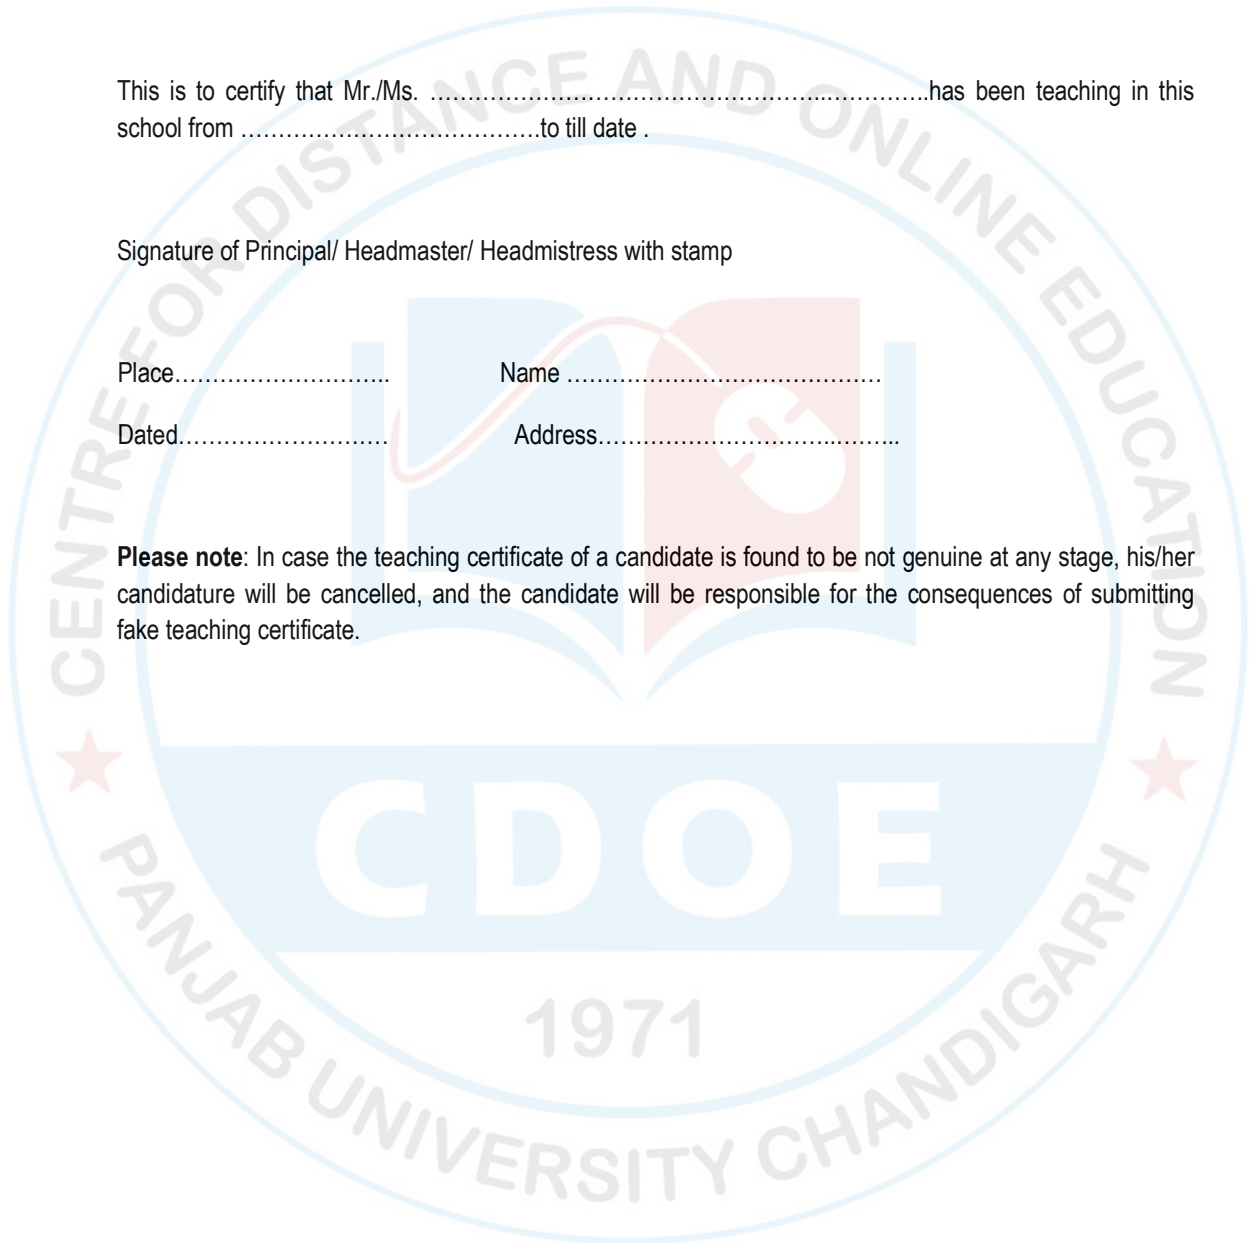 This is to certify that Mr./Ms. ……………………………………………..…………..has been teaching in this
school from ………………………………….to till date .
Signature of Principal/ Headmaster/ Headmistress with stamp
Place……………………….. Name ……………………………………
Dated………………………. Address…………………………..……..
Please note: In case the teaching certificate of a candidate is found to be not genuine at any stage, his/her
candidature will be cancelled, and the candidate will be responsible for the consequences of submitting
fake teaching certificate.
CENTRE FOR DISTANCE AND ONLINE EDUCATION
CDOE
1971
PANJAB UNIVERSITY CHANDIGARH